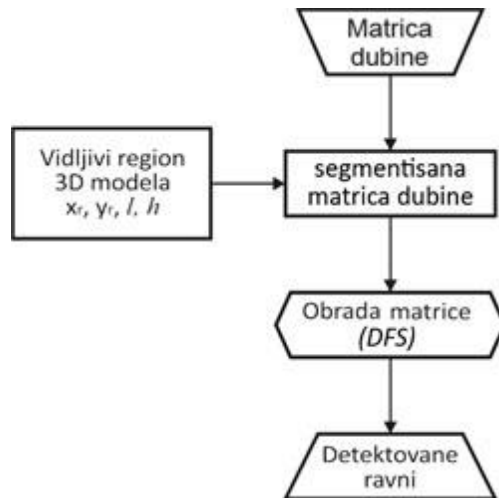 Matrica
dubine
Vidljivi region
3D modela
xr, yr, l, h
segmentisana
matrica dubine
Obrada matrice
(DFS)
Detektovane
ravni